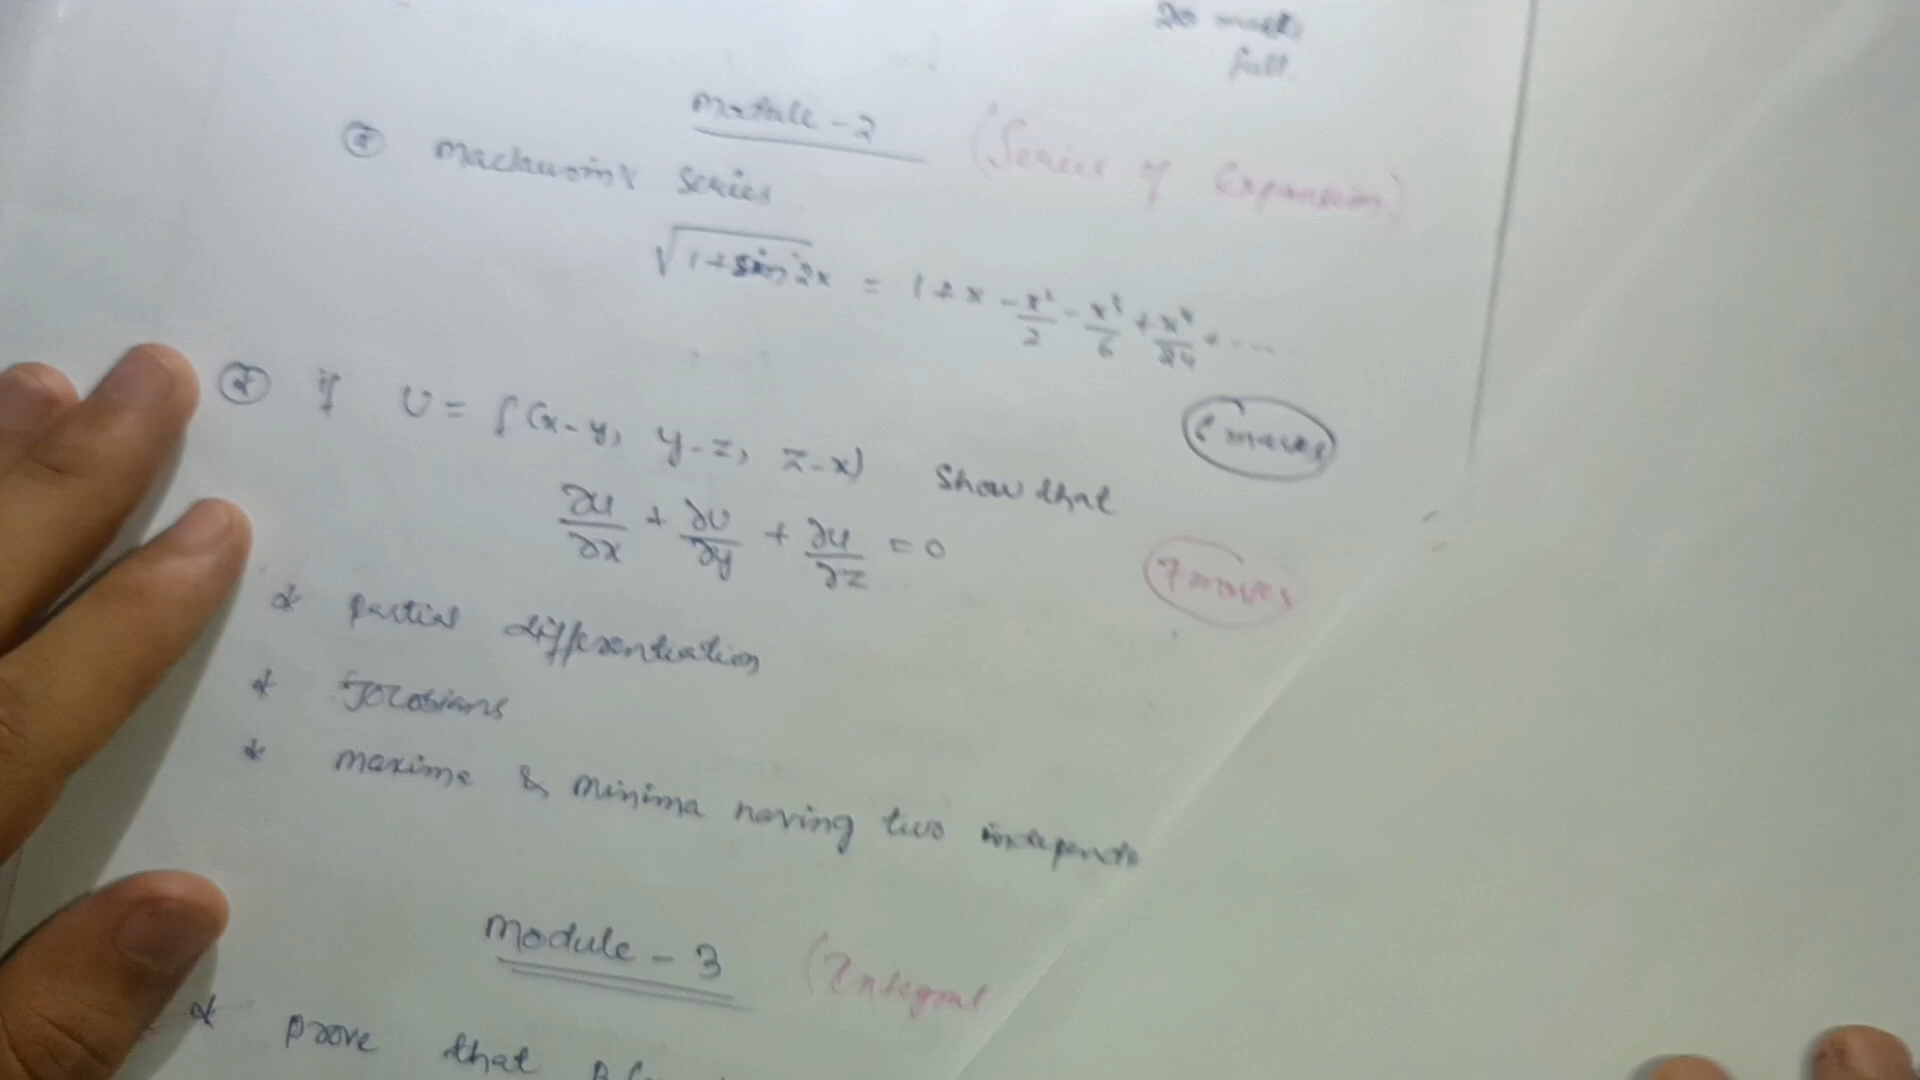 20 marks
full.
Module - 2 (Series of Expansion)
* Maclaurin's series
√1+sin2x = 1+x - x²/2 - x³/6 + x⁴/24 + ....
6 marks
* if U = f(x-y, y-z, z-x) Show that
∂u/∂x + ∂u/∂y + ∂u/∂z = 0
7 marks
* Partial differentiation
* Jacobians
* maxima & minima having two
module - 3 (Integral
* prove that